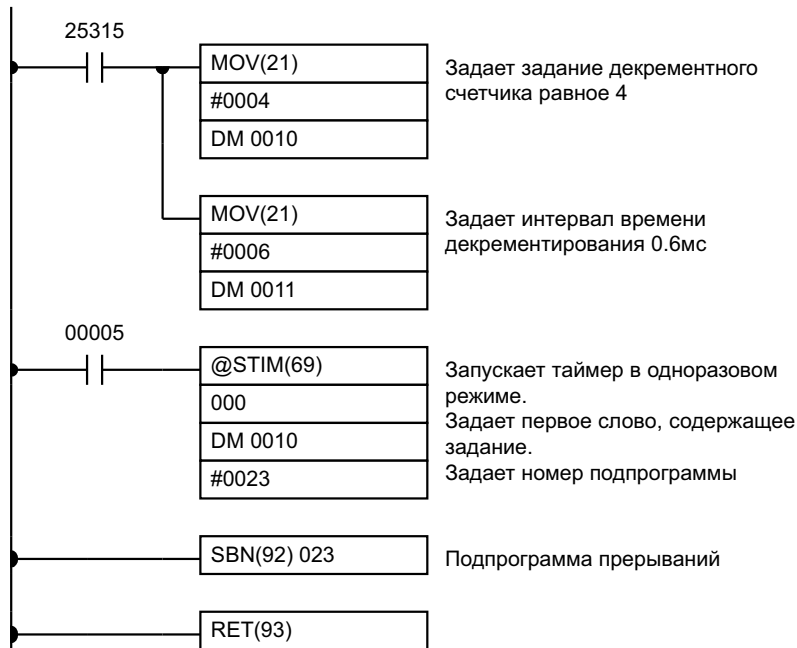 25315
MOV(21)
#0004
DM 0010
Задает задание декрементного
счетчика равное 4
MOV(21)
#0006
DM 0011
Задает интервал времени
декрементирования 0.6мс
00005
@STIM(69)
000
DM 0010
#0023
Запускает таймер в одноразовом
режиме.
Задает первое слово, содержащее
задание.
Задает номер подпрограммы
SBN(92) 023
Подпрограмма прерываний
RET(93)